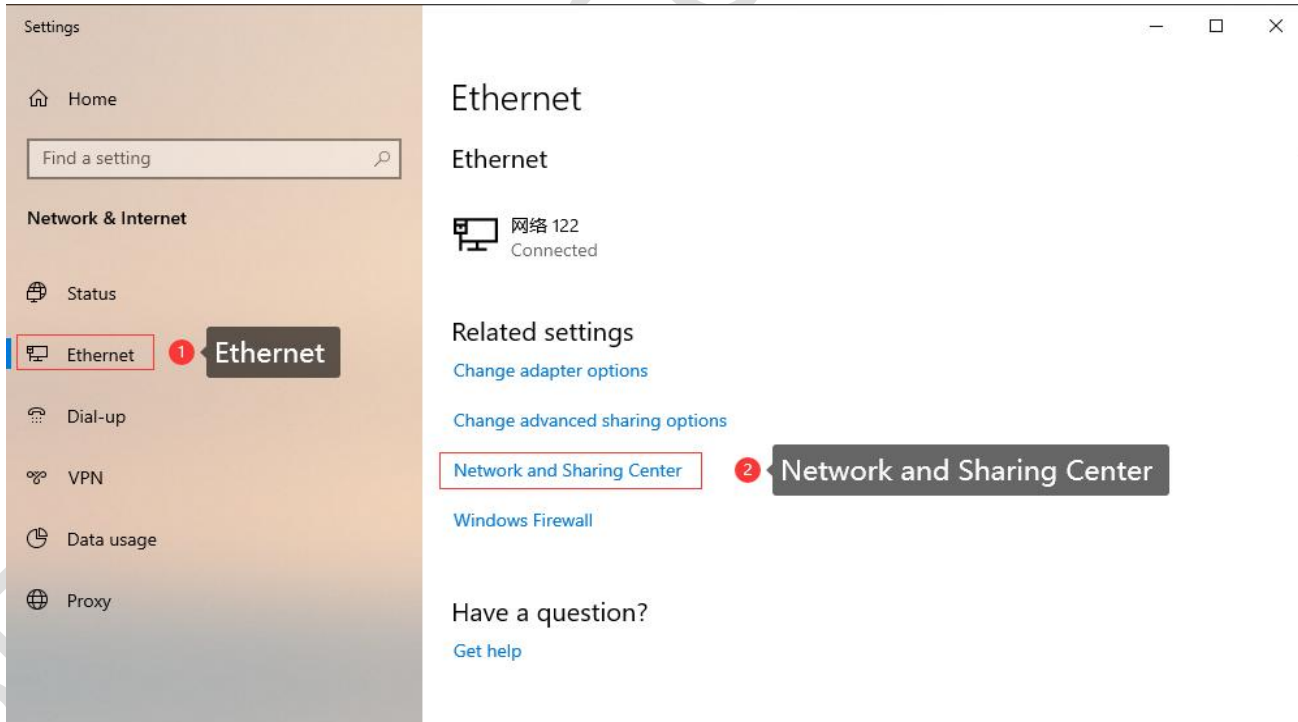 Settings
Home
Find a setting
Network & Internet
Status
Ethernet
1 Ethernet
Dial-up
VPN
Data usage
Proxy
Ethernet
Ethernet
网络 122
Connected
Related settings
Change adapter options
Change advanced sharing options
Network and Sharing Center
2 Network and Sharing Center
Windows Firewall
Have a question?
Get help